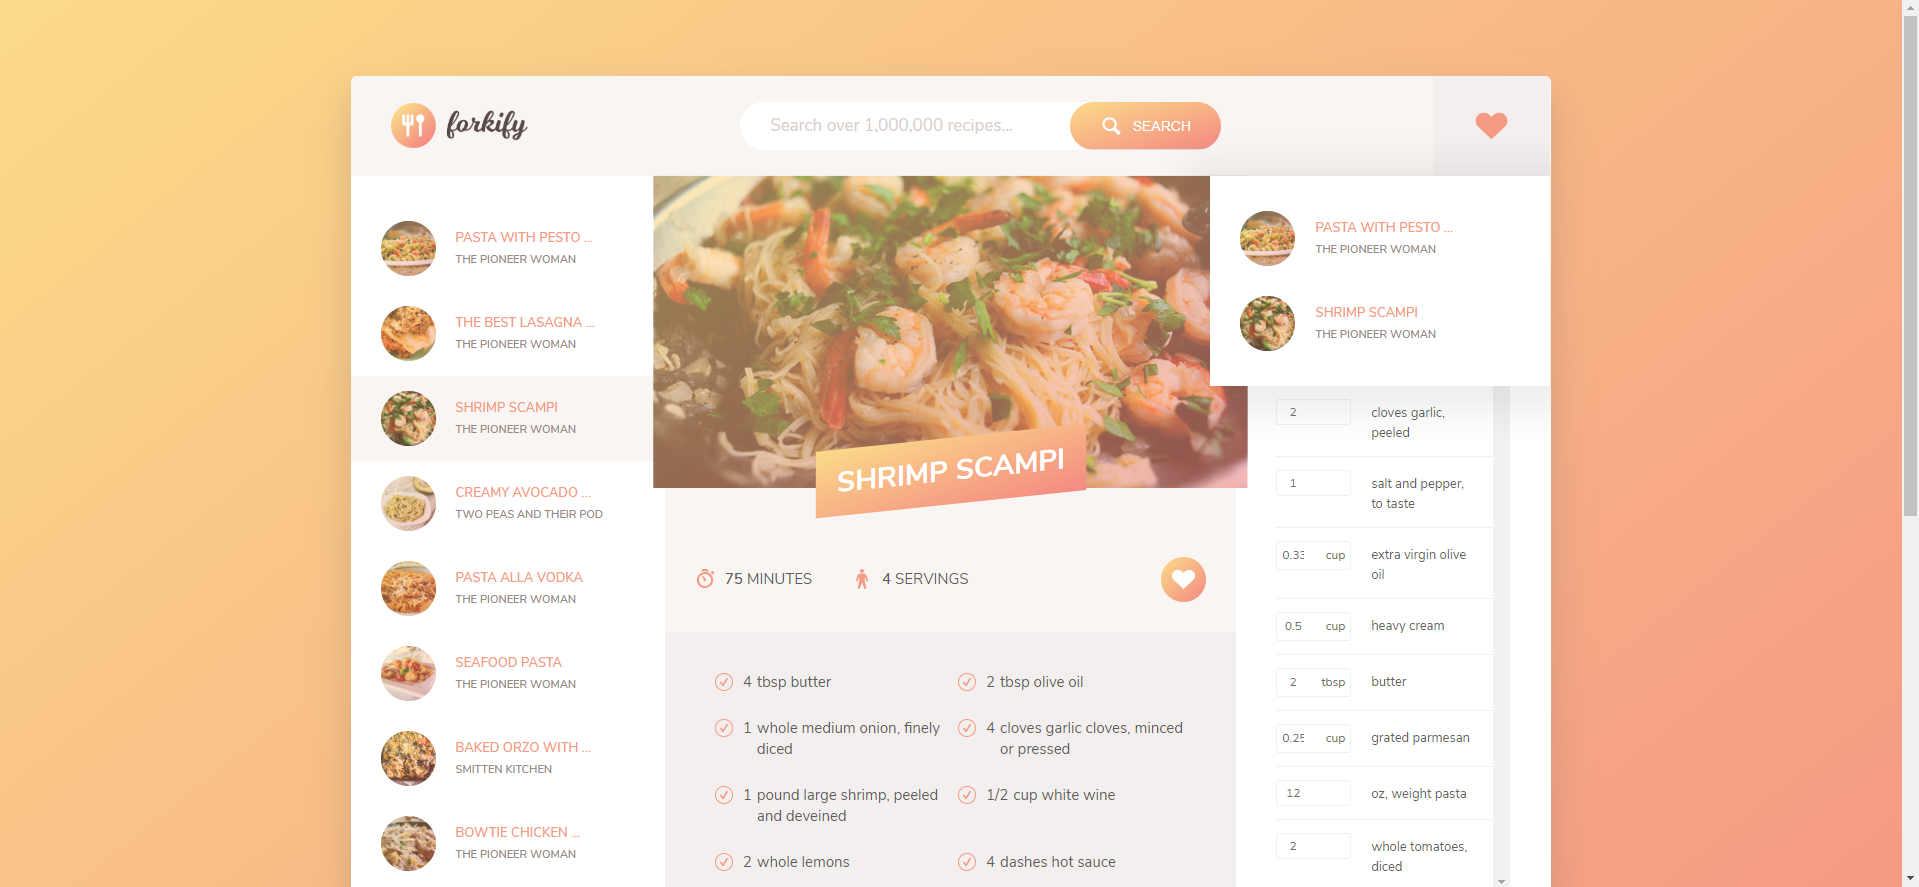 forkify
Search over 1,000,000 recipes...
SEARCH
PASTA WITH PESTO ...
THE PIONEER WOMAN
THE BEST LASAGNA ...
THE PIONEER WOMAN
SHRIMP SCAMPI
THE PIONEER WOMAN
CREAMY AVOCADO ...
TWO PEAS AND THEIR POD
PASTA ALLA VODKA
THE PIONEER WOMAN
SEAFOOD PASTA
THE PIONEER WOMAN
BAKED ORZO WITH ...
SMITTEN KITCHEN
BOWTIE CHICKEN ...
THE PIONEER WOMAN
SHRIMP SCAMPI
75 MINUTES
4 SERVINGS
4 tbsp butter
2 tbsp olive oil
1 whole medium onion, finely
diced
4 cloves garlic cloves, minced
or pressed
1 pound large shrimp, peeled
and deveined
1/2 cup white wine
2 whole lemons
4 dashes hot sauce
PASTA WITH PESTO ...
THE PIONEER WOMAN
SHRIMP SCAMPI
THE PIONEER WOMAN
2 cloves garlic,
peeled
1 salt and pepper,
to taste
0.33 cup extra virgin olive
oil
0.5 cup heavy cream
2 tbsp butter
0.25 cup grated parmesan
12 oz, weight pasta
2 whole tomatoes,
diced